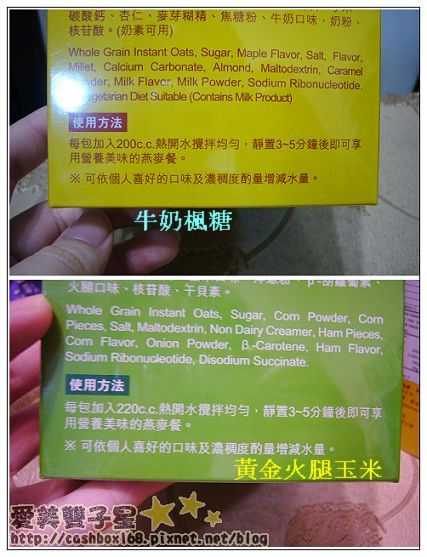 碳酸鈣、杏仁、麥芽糊精、焦糖粉、牛奶口味、奶粉、
核苷酸。(奶素可用)
Whole Grain Instant Oats, Sugar, Maple Flavor, Salt, Flavor,
Millet, Calcium Carbonate, Almond, Maltodextrin, Caramel
Powder, Milk Flavor, Milk Powder, Sodium Ribonucleotide.
Vegetarian Diet Suitable (Contains Milk Product)
使用方法
每包加入200c.c.熱開水攪拌均勻，靜置3~5分鐘後即可享
用營養美味的燕麥餐。
※ 可依個人喜好的口味及濃稠度酌量增減水量。
牛奶楓糖
火腿口味、核苷酸、干貝素。
Whole Grain Instant Oats, Sugar, Corn Powder, Corn
Pieces, Salt, Maltodextrin, Non Dairy Creamer, Ham Pieces,
Corn Flavor, Onion Powder, β-Carotene, Ham Flavor,
Sodium Ribonucleotide, Disodium Succinate.
使用方法
每包加入220c.c.熱開水攪拌均勻，靜置3~5分鐘後即可享
用營養美味的燕麥餐。
※ 可依個人喜好的口味及濃稠度酌量增減水量。
黃金火腿玉米
愛美雙子星
http://cashbox168.pixnet.net/blog